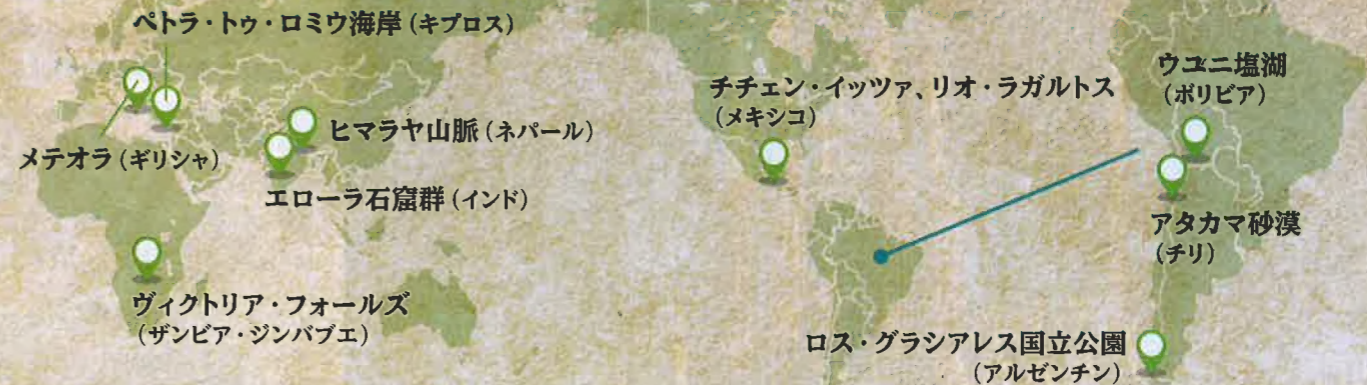 ペトラ・トゥ・ロミウ海岸（キプロス）
メテオラ（ギリシャ）
ヒマラヤ山脈（ネパール）
エローラ石窟群（インド）
ヴィクトリア・フォールズ
（ザンビア・ジンバブエ）
チチェン・イッツァ、リオ・ラガルトス
（メキシコ）
ウユニ塩湖
（ボリビア）
アタカマ砂漠
（チリ）
ロス・グラシアレス国立公園
（アルゼンチン）